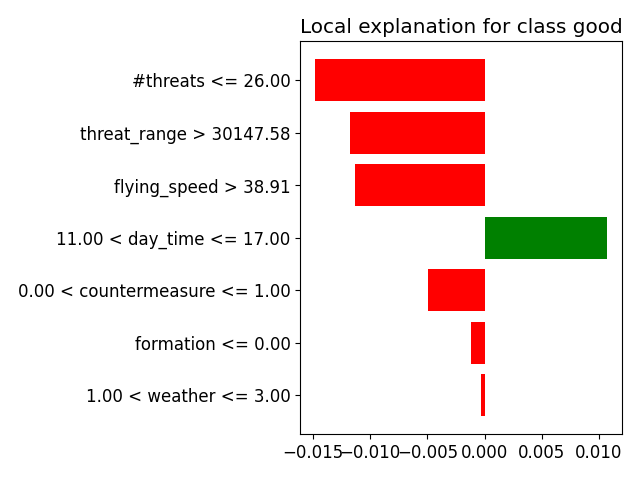 Local explanation for class good
#threats <= 26.00
threat_range > 30147.58
flying_speed > 38.91
11.00 < day_time <= 17.00
0.00 < countermeasure <= 1.00
formation <= 0.00
1.00 < weather <= 3.00
−0.015 −0.010 −0.005 0.000 0.005 0.010